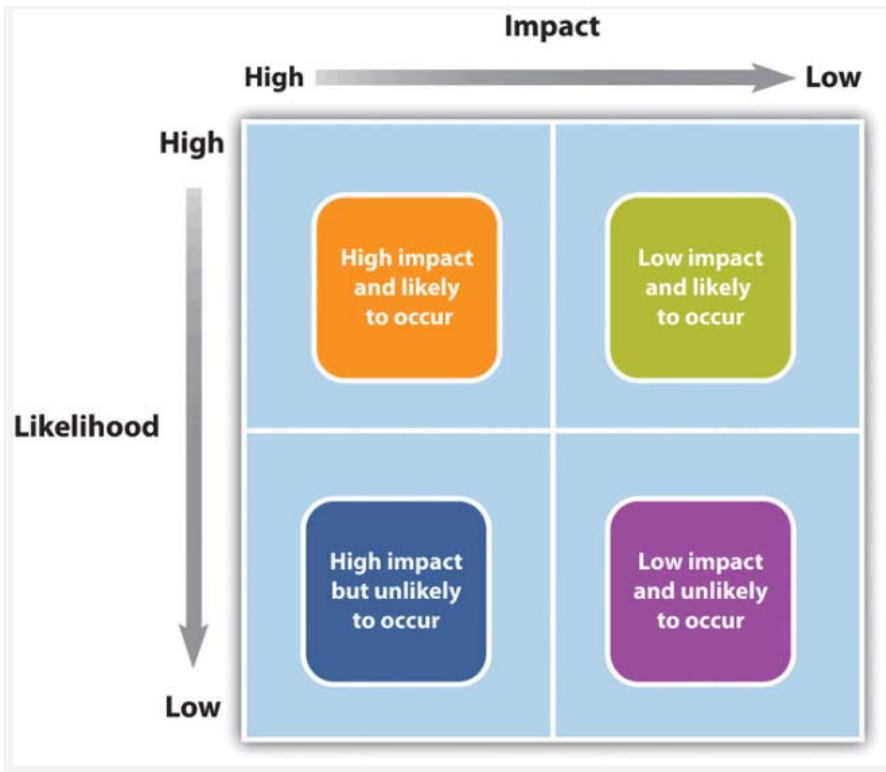 Impact
High
Low
High
High impact
and likely
to occur
Low impact
and likely
to occur
Likelihood
High impact
but unlikely
to occur
Low impact
and unlikely
to occur
Low